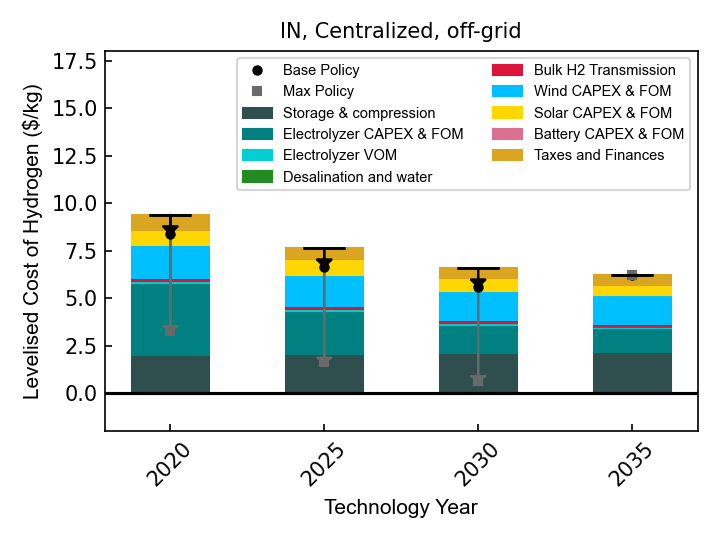 IN, Centralized, off-grid
Levelised Cost of Hydrogen ($/kg)
17.5
15.0
12.5
10.0
7.5
5.0
2.5
0.0
Base Policy
Max Policy
Storage & compression
Electrolyzer CAPEX & FOM
Electrolyzer VOM
Desalination and water
Bulk H2 Transmission
Wind CAPEX & FOM
Solar CAPEX & FOM
Battery CAPEX & FOM
Taxes and Finances
2020
2025
2030
2035
Technology Year